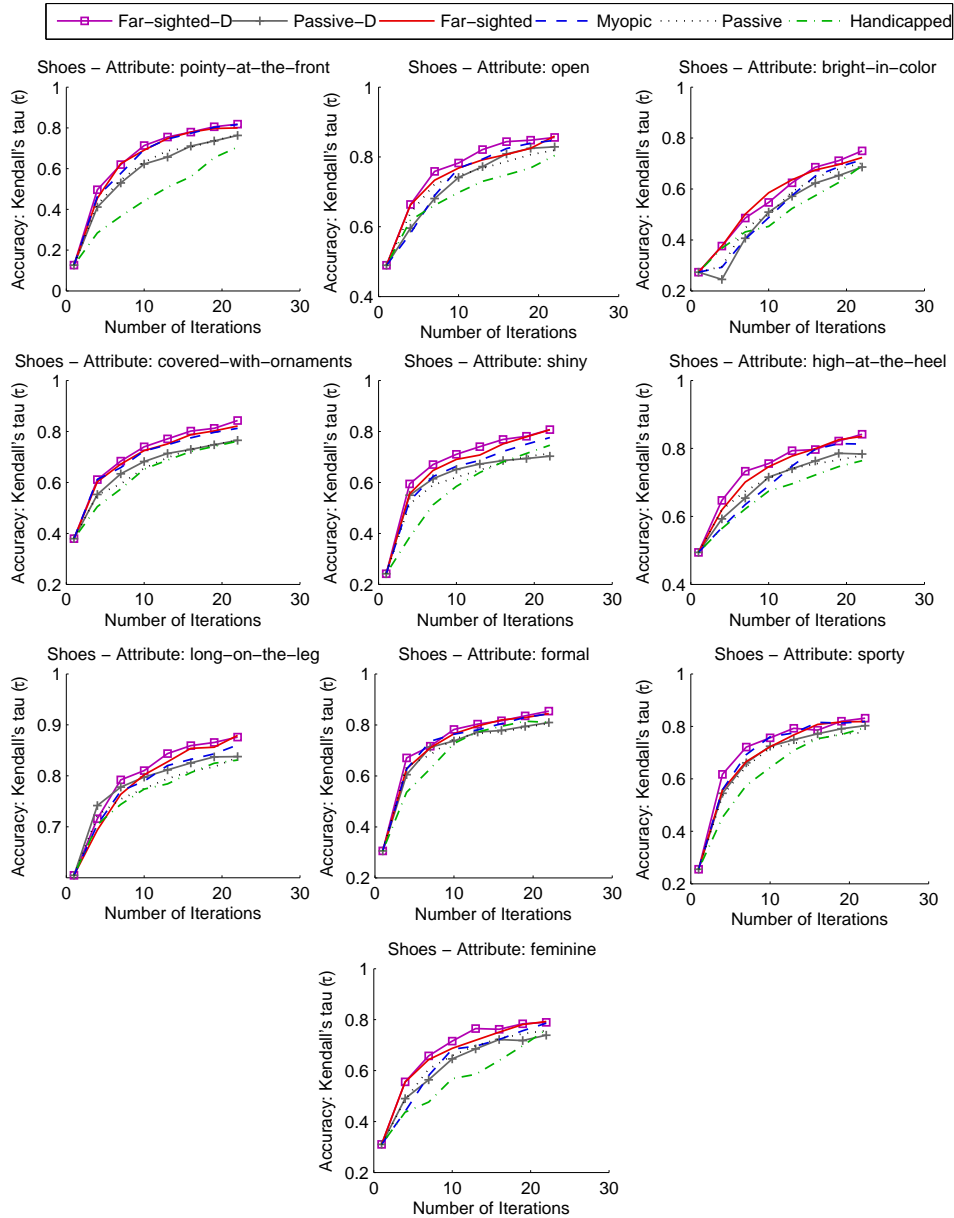 Far−sighted−D Passive−D Far−sighted Myopic Passive Handicapped
Shoes − Attribute: pointy−at−the−front
Accuracy: Kendall's tau (τ)
1
0.8
0.6
0.4
0.2
0
0 10 20 30
Number of Iterations
Shoes − Attribute: open
Accuracy: Kendall's tau (τ)
1
0.8
0.6
0.4
0 10 20 30
Number of Iterations
Shoes − Attribute: bright−in−color
Accuracy: Kendall's tau (τ)
1
0.8
0.6
0.4
0.2
0 10 20 30
Number of Iterations
Shoes − Attribute: covered−with−ornaments
Accuracy: Kendall's tau (τ)
1
0.8
0.6
0.4
0.2
0 10 20 30
Number of Iterations
Shoes − Attribute: shiny
Accuracy: Kendall's tau (τ)
1
0.8
0.6
0.4
0.2
0 10 20 30
Number of Iterations
Shoes − Attribute: high−at−the−heel
Accuracy: Kendall's tau (τ)
1
0.8
0.6
0.4
0 10 20 30
Number of Iterations
Shoes − Attribute: long−on−the−leg
Accuracy: Kendall's tau (τ)
1
0.9
0.8
0.7
0 10 20 30
Number of Iterations
Shoes − Attribute: formal
Accuracy: Kendall's tau (τ)
1
0.8
0.6
0.4
0.2
0 10 20 30
Number of Iterations
Shoes − Attribute: sporty
Accuracy: Kendall's tau (τ)
1
0.8
0.6
0.4
0.2
0 10 20 30
Number of Iterations
Shoes − Attribute: feminine
Accuracy: Kendall's tau (τ)
1
0.8
0.6
0.4
0.2
0 10 20 30
Number of Iterations